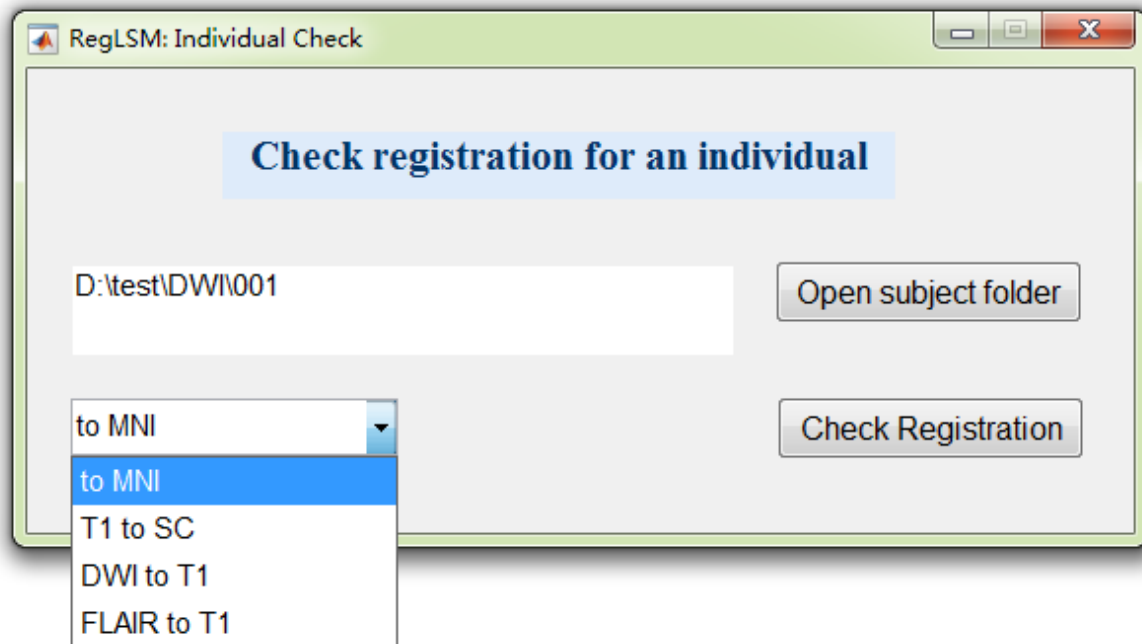 RegLSM: Individual Check
Check registration for an individual
D:\test\DWI\001
Open subject folder
to MNI
Check Registration
to MNI
T1 to SC
DWI to T1
FLAIR to T1